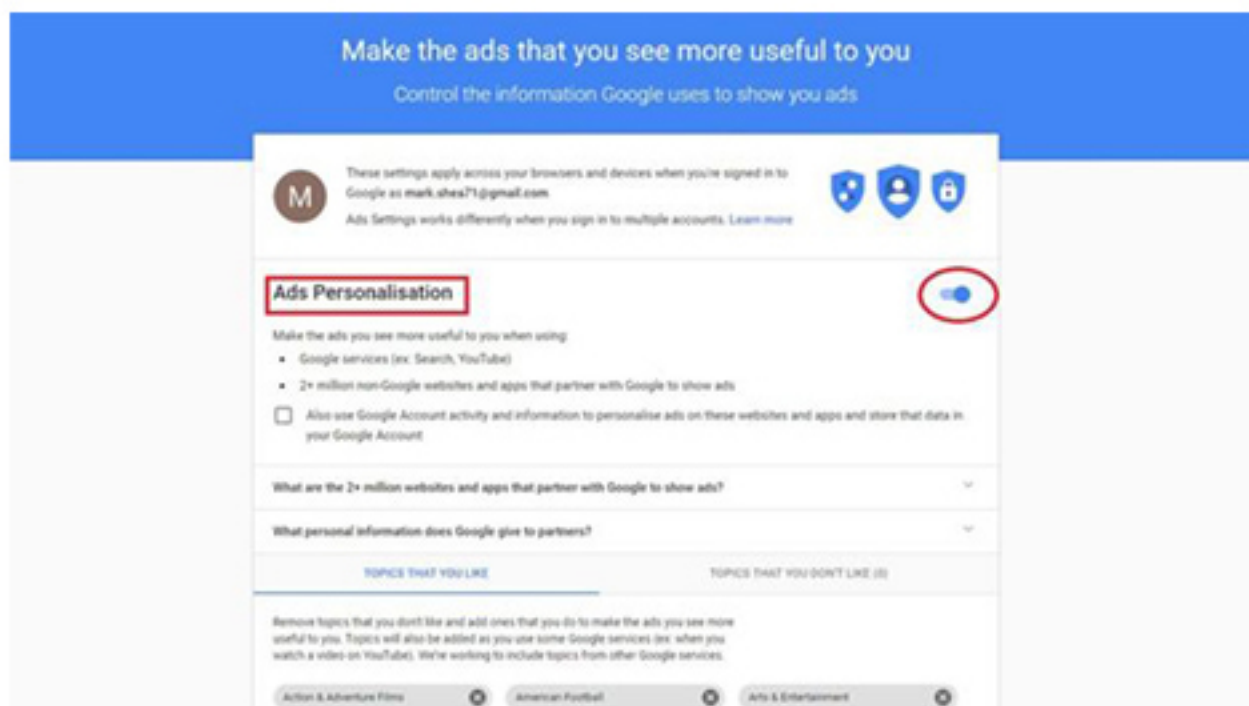 Make the ads that you see more useful to you
Control the information Google uses to show you ads
M
These settings apply across your browsers and devices when you're signed in to
Google as mark.shea71@gmail.com
Ads Settings works differently when you sign in to multiple accounts. Learn more
Ads Personalisation
Make the ads you see more useful to you when using:
• Google services (ex: Search, YouTube)
• 2+ million non-Google websites and apps that partner with Google to show ads
Also use Google Account activity and information to personalise ads on these websites and apps and store that data in
your Google Account
What are the 2+ million websites and apps that partner with Google to show ads?
What personal information does Google give to partners?
TOPICS THAT YOU LIKE
TOPICS THAT YOU DON'T LIKE (0)
Remove topics that you don't like and add ones that you do to make the ads you see more
useful to you. Topics will also be added as you use some Google services (ex: when you
watch a video on YouTube). We're working to include topics from other Google services.
Action & Adventure Films
American Football
Arts & Entertainment